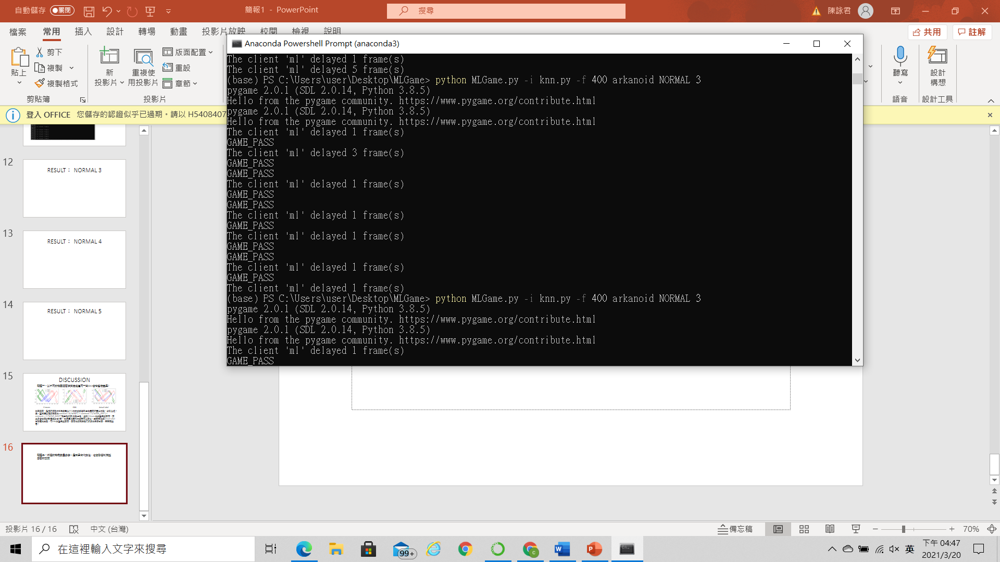 自動儲存
關閉
簡報1 - PowerPoint
搜尋
陳詠君
檔案
常用
插入
設計
轉場
動畫
投影片放映
校閱
檢視
說明
共用
註解
貼上
剪下
複製
複製格式
剪貼簿
新
投影片
重複使
用投影片
版面配置
重設
章節
投影片
聽寫
語音
設計
構想
設計工具
登入 OFFICE 您儲存的認證似乎已過期。請以 H5408407
Anaconda Powershell Prompt (anaconda3)
The client 'ml' delayed 1 frame(s)
The client 'ml' delayed 5 frame(s)
(base) PS C:\Users\user\Desktop\MLGame> python MLGame.py -i knn.py -f 400 arkanoid NORMAL 3
pygame 2.0.1 (SDL 2.0.14, Python 3.8.5)
Hello from the pygame community. https://www.pygame.org/contribute.html
pygame 2.0.1 (SDL 2.0.14, Python 3.8.5)
Hello from the pygame community. https://www.pygame.org/contribute.html
The client 'ml' delayed 1 frame(s)
GAME_PASS
The client 'ml' delayed 3 frame(s)
GAME_PASS
GAME_PASS
The client 'ml' delayed 1 frame(s)
GAME_PASS
GAME_PASS
The client 'ml' delayed 1 frame(s)
GAME_PASS
The client 'ml' delayed 1 frame(s)
GAME_PASS
GAME_PASS
The client 'ml' delayed 1 frame(s)
GAME_PASS
The client 'ml' delayed 1 frame(s)
(base) PS C:\Users\user\Desktop\MLGame> python MLGame.py -i knn.py -f 400 arkanoid NORMAL 3
pygame 2.0.1 (SDL 2.0.14, Python 3.8.5)
Hello from the pygame community. https://www.pygame.org/contribute.html
pygame 2.0.1 (SDL 2.0.14, Python 3.8.5)
Hello from the pygame community. https://www.pygame.org/contribute.html
The client 'ml' delayed 1 frame(s)
GAME_PASS
12
RESULT： NORMAL 3
13
RESULT： NORMAL 4
14
RESULT： NORMAL 5
15
DISCUSSION
16
投影片 16 / 16
中文 (台灣)
備忘稿
70%
在這裡輸入文字來搜尋
99+
英
下午 04:47
2021/3/20